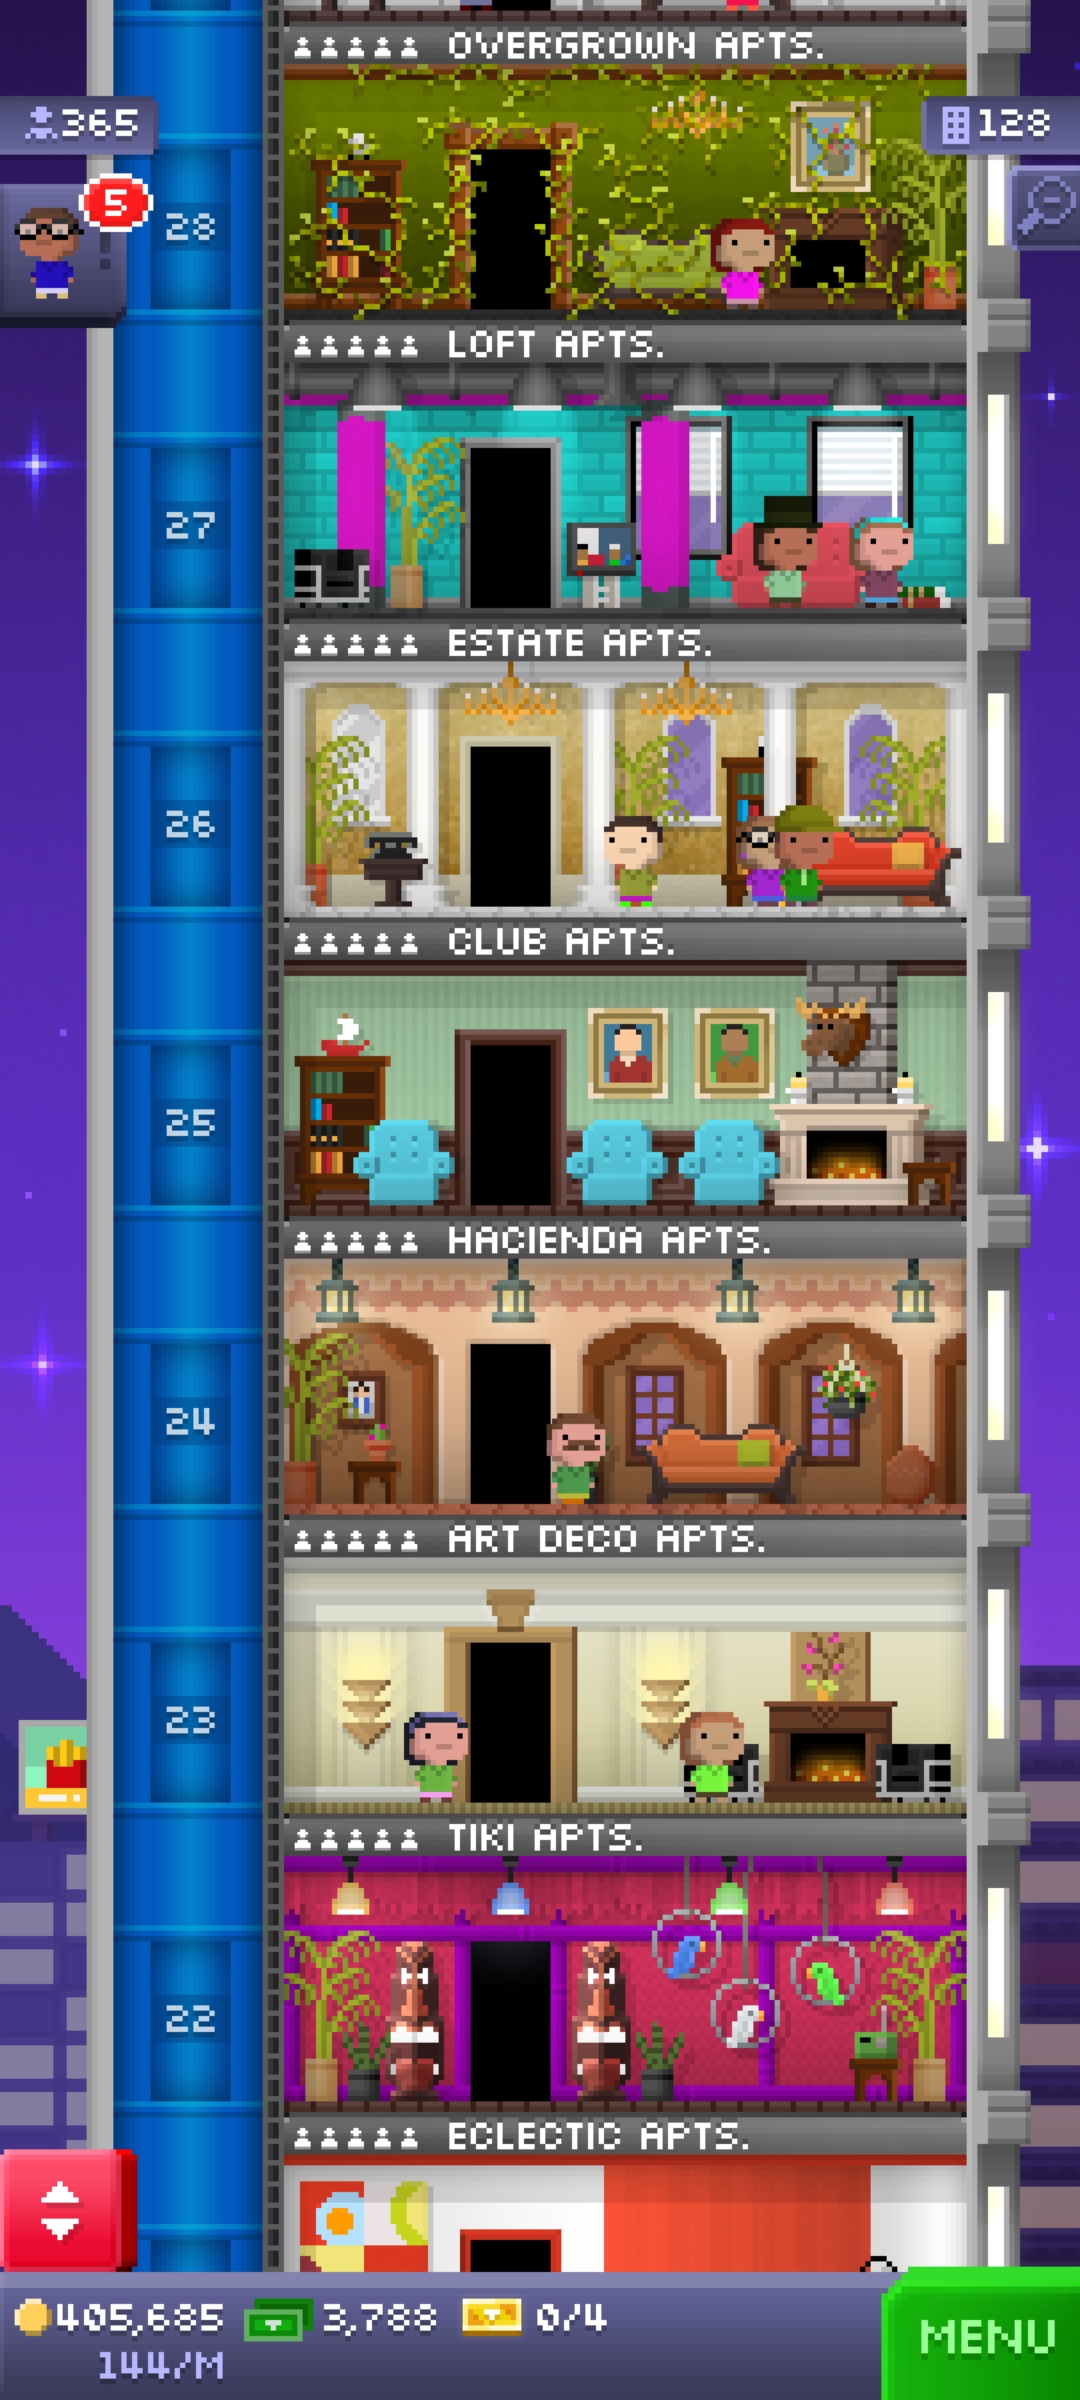 OVERGROWN APTS.
365
128
5
28
LOFT APTS.
27
ESTATE APTS.
26
CLUB APTS.
25
HACIENDA APTS.
24
ART DECO APTS.
23
TIKI APTS.
22
ECLECTIC APTS.
405,685 3,788 0/4
144/M
MENU